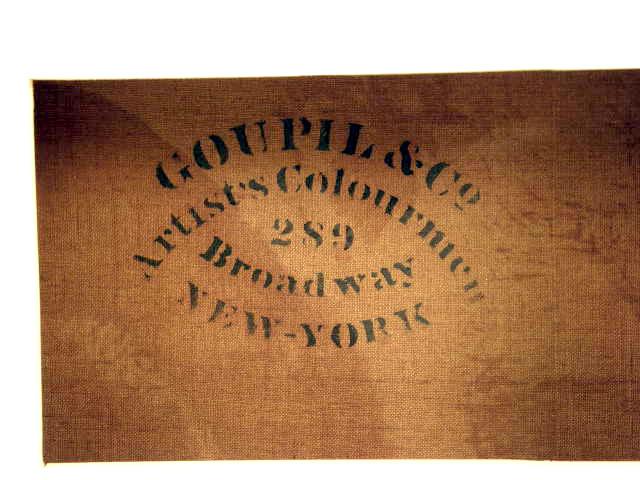 GOUPIL & Co
Artist's Colourmen
289
Broadway
NEW-YORK